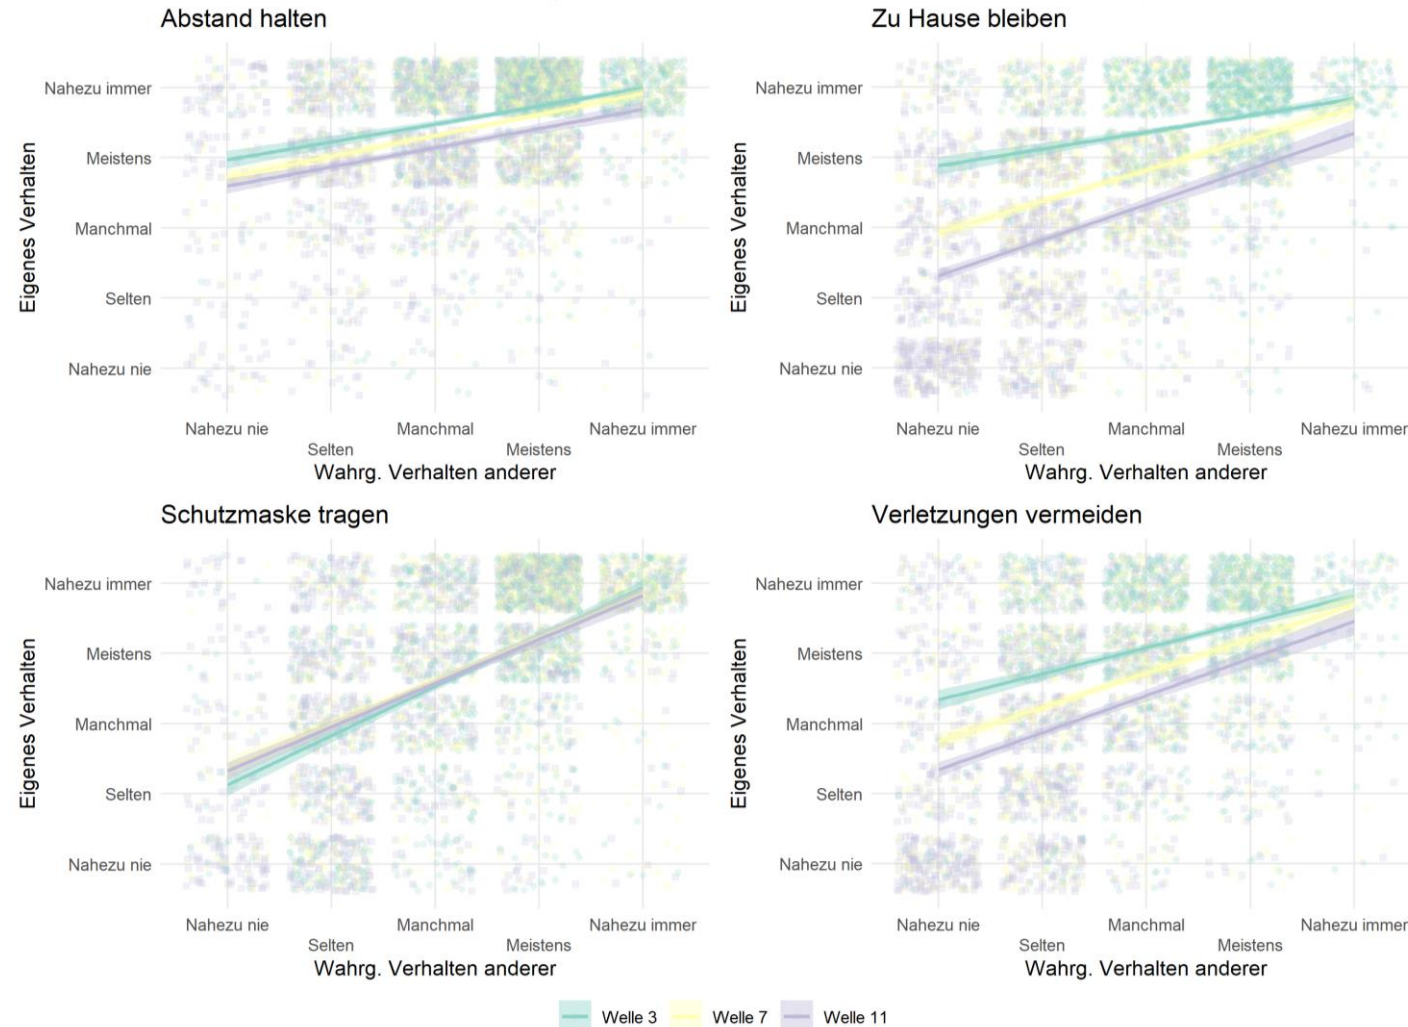 Abstand halten
Nahezu immer
Meistens
Manchmal
Selten
Nahezu nie
Eigenes Verhalten
Nahezu nie
Selten
Manchmal
Meistens
Nahezu immer
Wahrg. Verhalten anderer
Zu Hause bleiben
Nahezu immer
Meistens
Manchmal
Selten
Nahezu nie
Eigenes Verhalten
Nahezu nie
Selten
Manchmal
Meistens
Nahezu immer
Wahrg. Verhalten anderer
Schutzmaske tragen
Nahezu immer
Meistens
Manchmal
Selten
Nahezu nie
Eigenes Verhalten
Nahezu nie
Selten
Manchmal
Meistens
Nahezu immer
Wahrg. Verhalten anderer
Verletzungen vermeiden
Nahezu immer
Meistens
Manchmal
Selten
Nahezu nie
Eigenes Verhalten
Nahezu nie
Selten
Manchmal
Meistens
Nahezu immer
Wahrg. Verhalten anderer
Welle 3 Welle 7 Welle 11